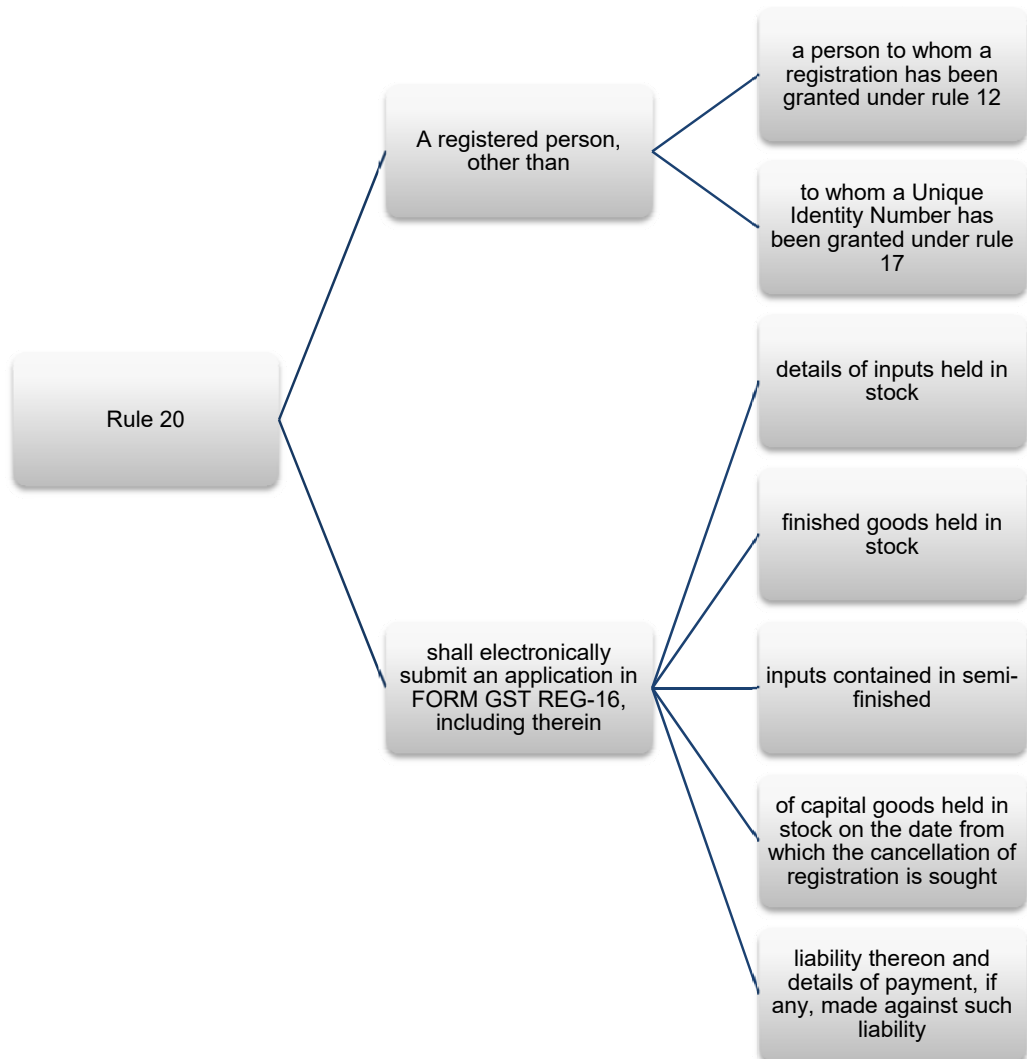 Rule 20
A registered person,
other than
a person to whom a
registration has been
granted under rule 12
to whom a Unique
Identity Number has
been granted under rule
17
shall electronically
submit an application in
FORM GST REG-16,
including therein
details of inputs held in
stock
finished goods held in
stock
inputs contained in semi-
finished
of capital goods held in
stock on the date from
which the cancellation of
registration is sought
liability thereon and
details of payment, if
any, made against such
liability